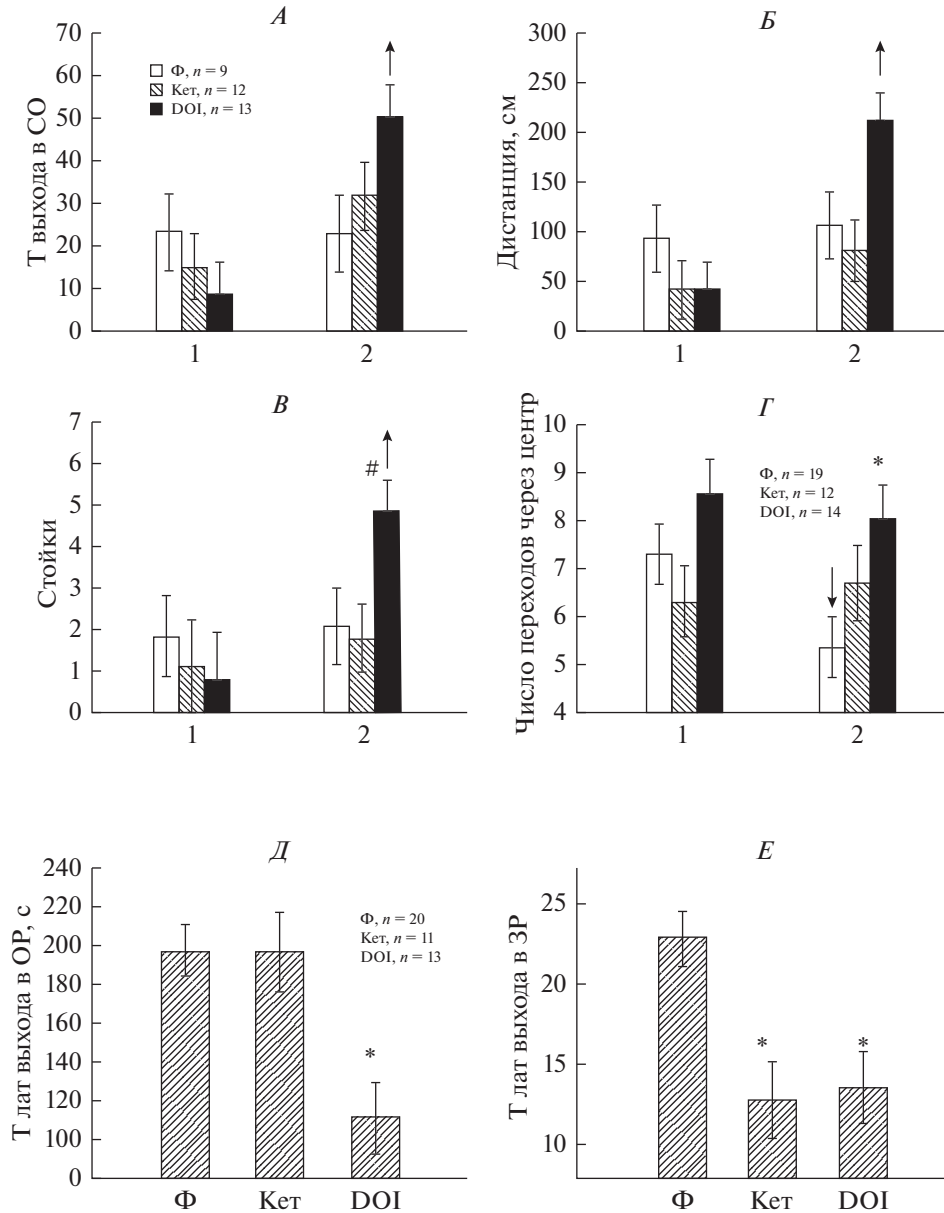 А
Т выхода в СО
70
60
50
40
30
20
10
0
Ф, n = 9
Кет, n = 12
DOI, n = 13
1 2
Б
Дистанция, см
300
250
200
150
100
50
0
1 2
В
Стойки
7
6
5
4
3
2
1
0
#
1 2
Г
Число переходов через центр
10
9
8
7
6
5
4
Ф, n = 19
Кет, n = 12
DOI, n = 14
*
1 2
Д
Т лат выхода в ОР, с
240
220
200
180
160
140
120
100
0
Ф, n = 20
Кет, n = 11
DOI, n = 13
*
Ф Кет DOI
Е
Т лат выхода в ЗР
25
22
15
10
* *
Ф Кет DOI